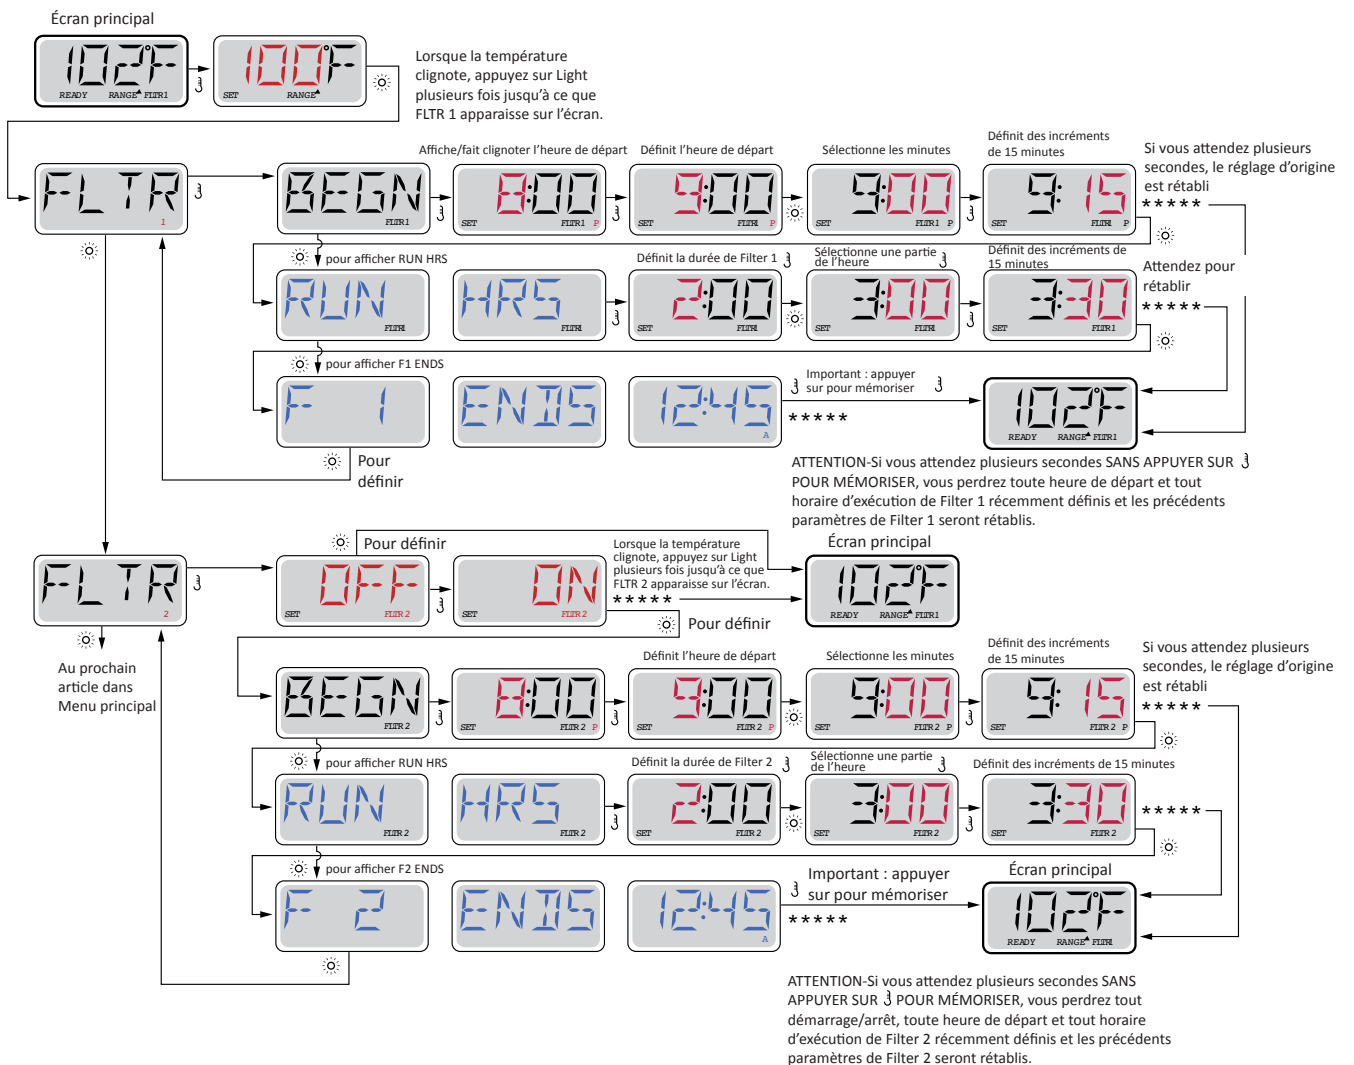 Écran principal
102°F
READY RANGE FLTR1
100°F
SET RANGE
Lorsque la température
clignote, appuyez sur Light
plusieurs fois jusqu'à ce que
FLTR 1 apparaisse sur l'écran.
Affiche/fait clignoter l'heure de départ
Définit l'heure de départ
Sélectionne les minutes
Définit des incréments
de 15 minutes
Si vous attendez plusieurs
secondes, le réglage d'origine
est rétabli
*****
FLTR
1
BEGN
FLTR1
8:00
SET FLTR1 P
9:00
SET FLTR1 P
9:00
SET FLTR1 P
9:15
SET FLTR1 P
pour afficher RUN HRS
Définit la durée de Filter 1
Sélectionne une partie
de l'heure
Définit des incréments de
15 minutes
Attendez pour
rétablir
*****
RUN
FLTR1
HRS
FLTR1
2:00
SET FLTR1
3:00
SET FLTR1
3:30
SET FLTR1
pour afficher F1 ENDS
F 1
ENDS
12:45
A
Important : appuyer
sur pour mémoriser
*****
102°F
READY RANGE FLTR1
Pour
définir
ATTENTION-Si vous attendez plusieurs secondes SANS APPUYER SUR
POUR MÉMORISER, vous perdrez toute heure de départ et tout
horaire d'exécution de Filter 1 récemment définis et les précédents
paramètres de Filter 1 seront rétablis.
FLTR
2
Pour définir
OFF
SET FLTR 2
ON
SET FLTR 2
Lorsque la température
clignote, appuyez sur Light
plusieurs fois jusqu'à ce que
FLTR 2 apparaisse sur l'écran.
*****
Écran principal
102°F
READY RANGE FLTR1
Pour définir
Au prochain
article dans
Menu principal
Définit l'heure de départ
Sélectionne les minutes
Définit des incréments
de 15 minutes
Si vous attendez plusieurs
secondes, le réglage d'origine
est rétabli
*****
BEGN
FLTR 2
8:00
SET FLTR 2 P
9:00
SET FLTR 2 P
9:00
SET FLTR 2 P
9:15
SET FLTR 2 P
pour afficher RUN HRS
Définit la durée de Filter 2
Sélectionne une partie
de l'heure
Définit des incréments de 15 minutes
RUN
FLTR 2
HRS
FLTR 2
2:00
SET FLTR 2
3:00
SET FLTR 2
3:30
SET FLTR 2
*****
pour afficher F2 ENDS
F 2
ENDS
12:45
A
Important : appuyer
sur pour mémoriser
*****
Écran principal
102°F
READY RANGE FLTR1
ATTENTION-Si vous attendez plusieurs secondes SANS
APPUYER SUR POUR MÉMORISER, vous perdrez tout
démarrage/arrêt, toute heure de départ et tout horaire
d'exécution de Filter 2 récemment définis et les précédents
paramètres de Filter 2 seront rétablis.